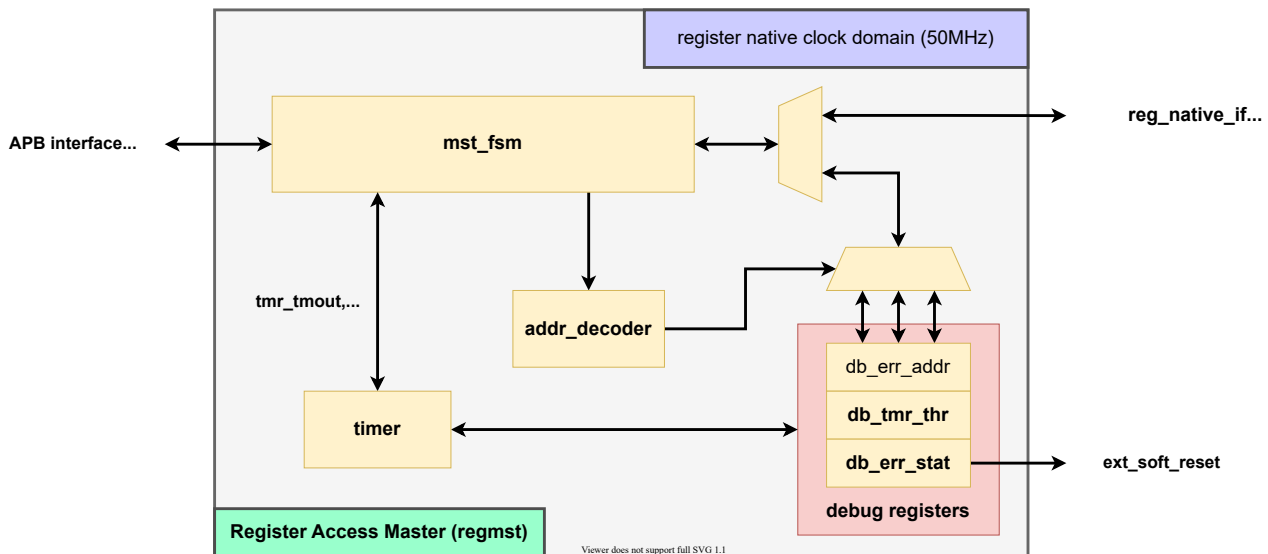 register native clock domain (50MHz)
APB interface...
mst_fsm
reg_native_if...
tmr_tmout,...
addr_decoder
db_err_addr
db_tmr_thr
timer
db_err_stat
ext_soft_reset
debug registers
Register Access Master (regmst)
Viewer does not support full SVG 1.1